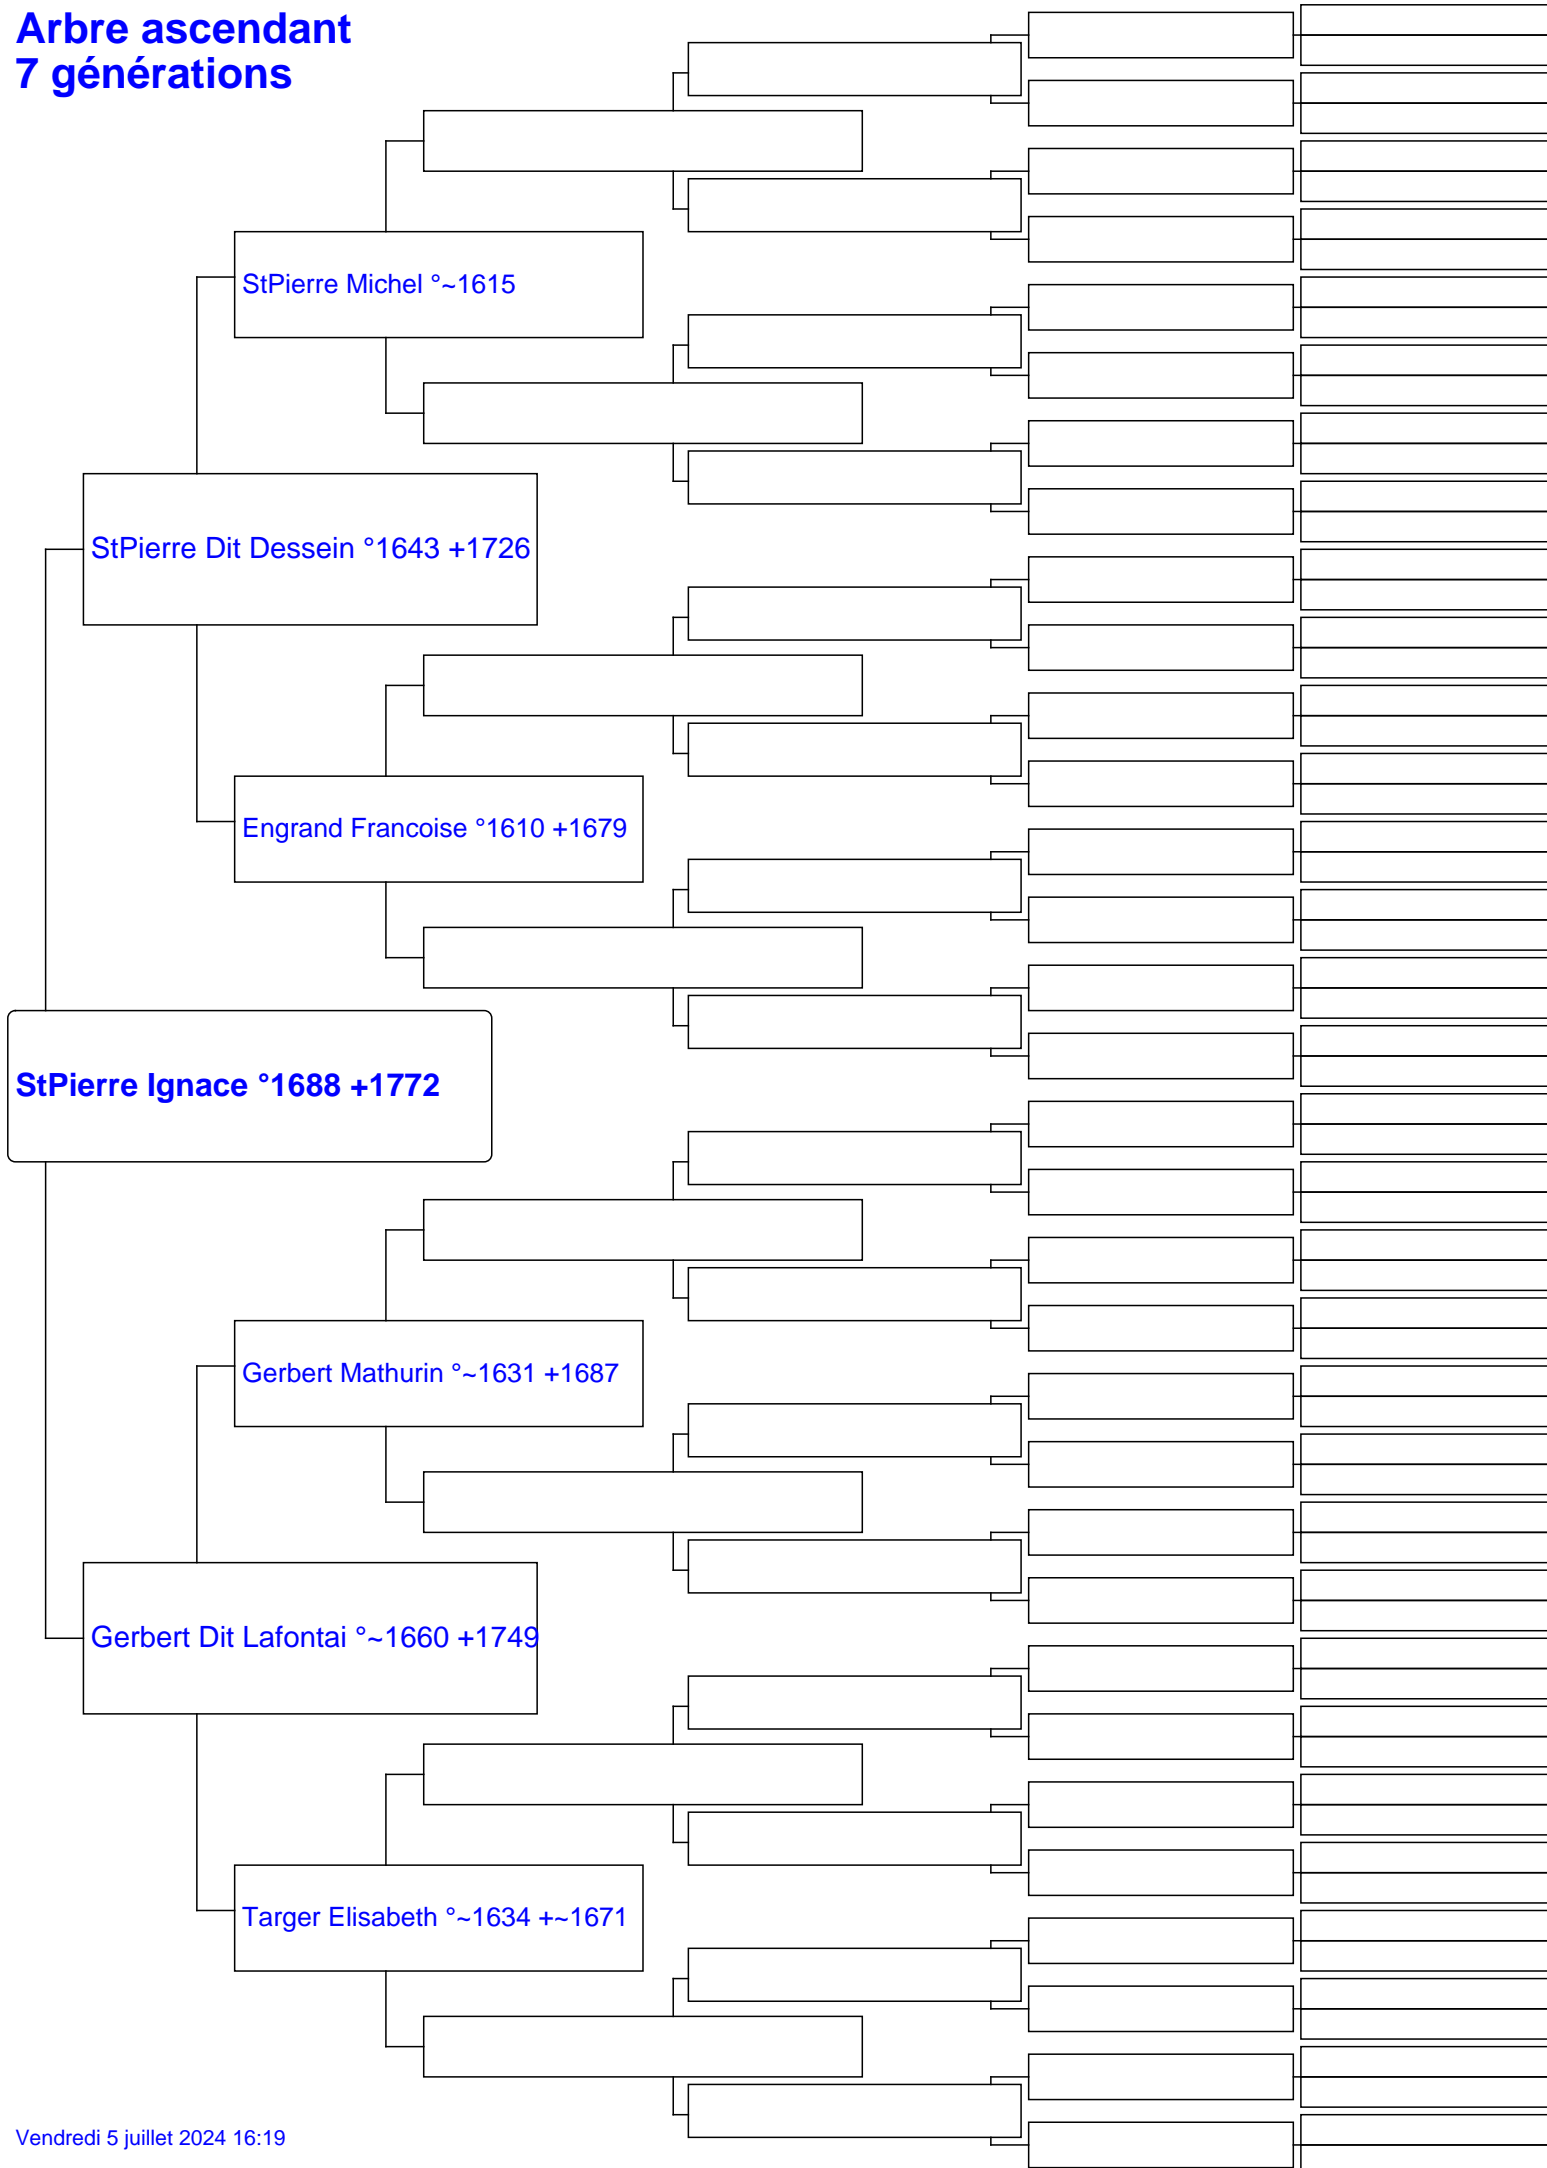 Arbre ascendant
7 générations
StPierre Michel °~1615
StPierre Dit Dessein °1643 +1726
Engrand Francoise °1610 +1679
StPierre Ignace °1688 +1772
Gerbert Mathurin °~1631 +1687
Gerbert Dit Lafontai °~1660 +1749
Targer Elisabeth °~1634 +~1671
Vendredi 5 juillet 2024 16:19